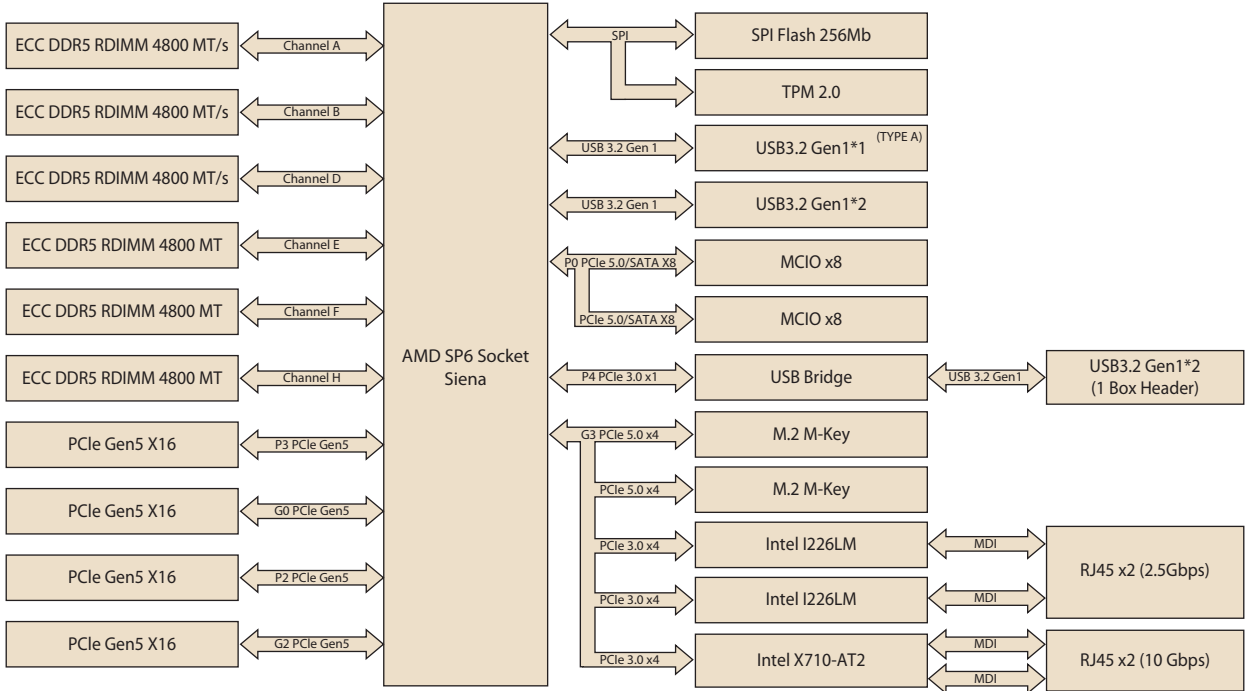 ECC DDR5 RDIMM 4800 MT/s
Channel A
ECC DDR5 RDIMM 4800 MT/s
Channel B
ECC DDR5 RDIMM 4800 MT/s
Channel D
ECC DDR5 RDIMM 4800 MT
Channel E
ECC DDR5 RDIMM 4800 MT
Channel F
ECC DDR5 RDIMM 4800 MT
Channel H
PCIe Gen5 X16
P3 PCIe Gen5
PCIe Gen5 X16
G0 PCIe Gen5
PCIe Gen5 X16
P2 PCIe Gen5
PCIe Gen5 X16
G2 PCIe Gen5
AMD SP6 Socket
Siena
SPI
SPI Flash 256Mb
TPM 2.0
USB 3.2 Gen 1
USB3.2 Gen1*1
(TYPE A)
USB 3.2 Gen 1
USB3.2 Gen1*2
P0 PCIe 5.0/SATA X8
MCIO x8
PCIe 5.0/SATA X8
MCIO x8
P4 PCIe 3.0 x1
USB Bridge
USB 3.2 Gen1
USB3.2 Gen1*2
(1 Box Header)
G3 PCIe 5.0 x4
M.2 M-Key
PCIe 5.0 x4
M.2 M-Key
PCIe 3.0 x4
Intel I226LM
MDI
PCIe 3.0 x4
Intel I226LM
MDI
RJ45 x2 (2.5Gbps)
PCIe 3.0 x4
Intel X710-AT2
MDI
MDI
RJ45 x2 (10 Gbps)